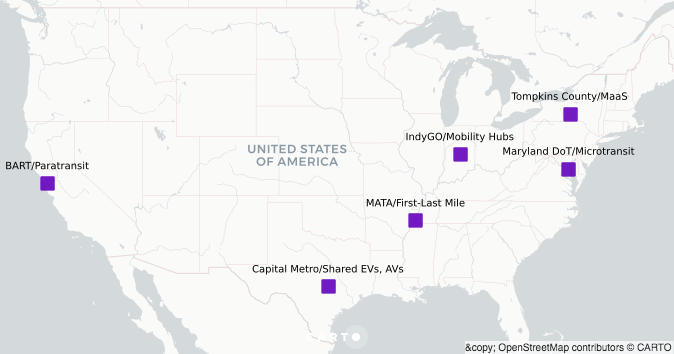 Tompkins County/MaaS
IndyGO/Mobility Hubs
Maryland DoT/Microtransit
UNITED STATES
OF AMERICA
BART/Paratransit
MATA/First-Last Mile
Capital Metro/Shared EVs, AVs
CARTO
&copy; OpenStreetMap contributors © CARTO